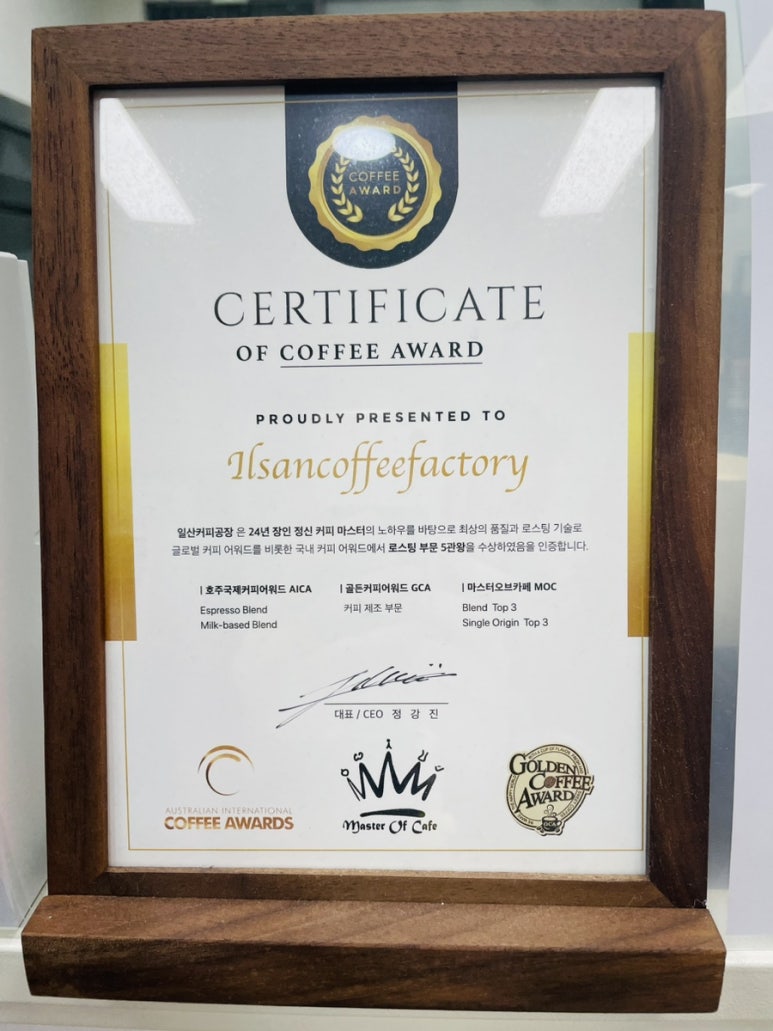 COFFEE
AWARD
CERTIFICATE
OF COFFEE AWARD
PROUDLY PRESENTED TO
Ilsancoffeefactory
일산커피공장 은 24년 장인 정신 커피 마스터의 노하우를 바탕으로 최상의 품질과 로스팅 기술로
글로벌 커피 어워드를 비롯한 국내 커피 어워드에서 로스팅 부문 5관왕을 수상하였음을 인증합니다.
| 호주국제커피어워드 AICA
Espresso Blend
Milk-based Blend
| 골든커피어워드 GCA
커피 제조 부문
| 마스터오브카페 MOC
Blend Top 3
Single Origin Top 3
대표 / CEO 정 강 진
AUSTRALIAN INTERNATIONAL
COFFEE AWARDS
Master Of Cafe
GOLDEN
COFFEE
AWARD